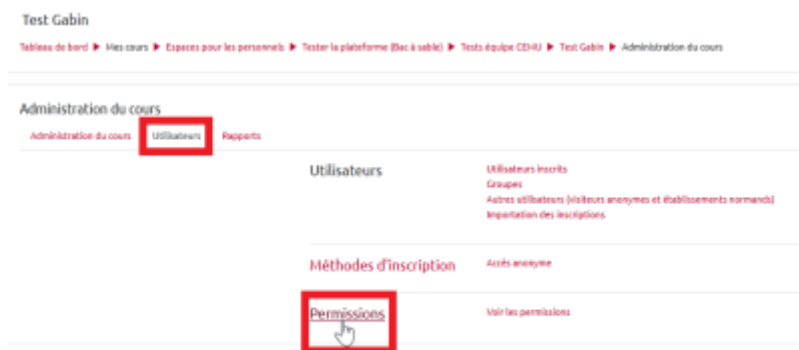 Test Gabin
Tableau de bord ▶ Mes cours ▶ Espaces pour les personnels ▶ Tester la plateforme (Bac à sable) ▶ Tests équipe CEMU ▶ Test Gabin ▶ Administration du cours
Administration du cours
Administration du cours Utilisateurs Rapports
Utilisateurs
Utilisateurs inscrits
Groupes
Autres utilisateurs (visiteurs anonymes et établissements normands)
Importation des inscriptions
Méthodes d'inscription
Accès anonyme
Permissions
Voir les permissions